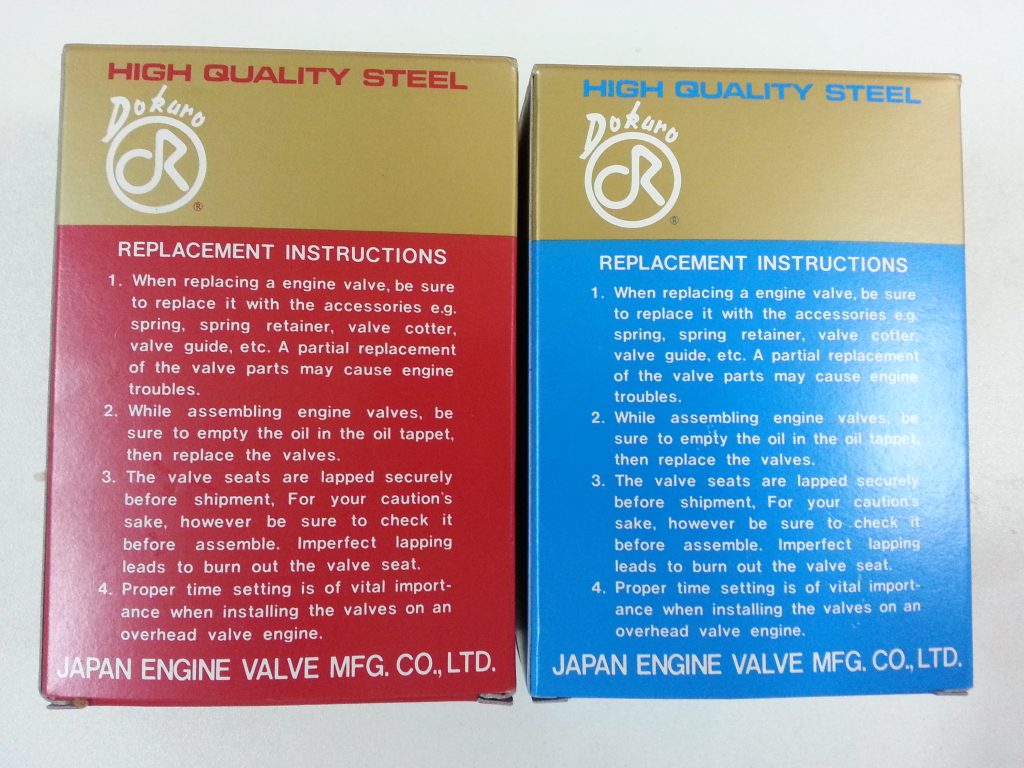 HIGH QUALITY STEEL
Dokuro
R
®
REPLACEMENT INSTRUCTIONS
1. When replacing a engine valve, be sure
to replace it with the accessories e.g.
spring, spring retainer, valve cotter,
valve guide, etc. A partial replacement
of the valve parts may cause engine
troubles.
2. While assembling engine valves, be
sure to empty the oil in the oil tappet,
then replace the valves.
3. The valve seats are lapped securely
before shipment, For your caution's
sake, however be sure to check it
before assemble. Imperfect lapping
leads to burn out the valve seat.
4. Proper time setting is of vital import-
ance when installing the valves on an
overhead valve engine.
JAPAN ENGINE VALVE MFG. CO., LTD.
HIGH QUALITY STEEL
Dokuro
R
®
REPLACEMENT INSTRUCTIONS
1. When replacing a engine valve, be sure
to replace it with the accessories e.g.
spring, spring retainer, valve cotter,
valve guide, etc. A partial replacement
of the valve parts may cause engine
troubles.
2. While assembling engine valves, be
sure to empty the oil in the oil tappet,
then replace the valves.
3. The valve seats are lapped securely
before shipment, For your caution's
sake, however be sure to check it
before assemble. Imperfect lapping
leads to burn out the valve seat.
4. Proper time setting is of vital import-
ance when installing the valves on an
overhead valve engine.
JAPAN ENGINE VALVE MFG. CO., LTD.